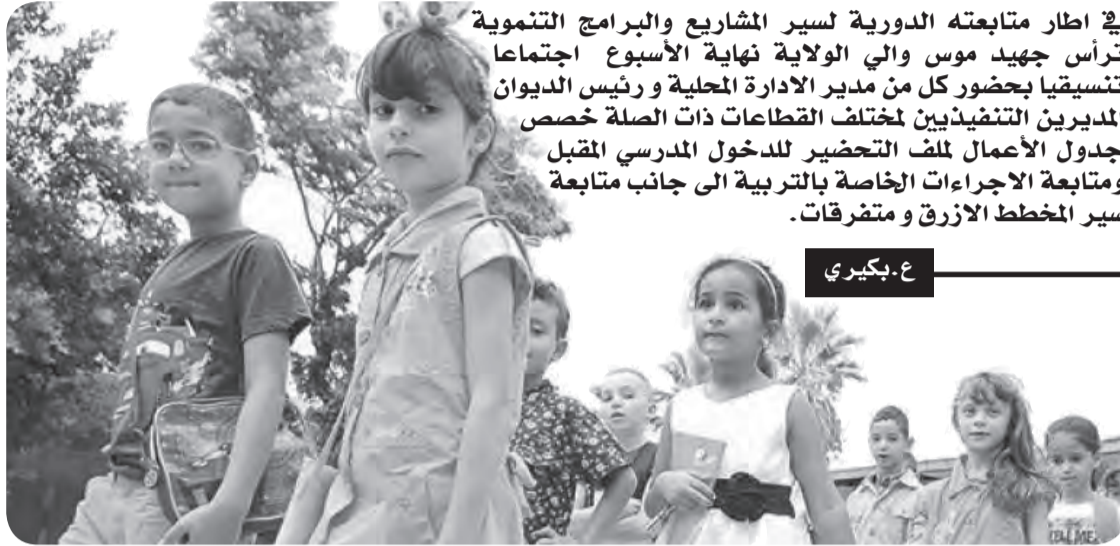 في اطار متابعته الدورية لسير المشاريع والبرامج التنموية
ترأس جهيد موس والي الولاية نهاية الأسبوع اجتماعا
تنسيقيا بحضور كل من مدير الادارة المحلية و رئيس الديوان
المديرين التنفيذيين لمختلف القطاعات ذات الصلة خصص
جدول الأعمال لملف التحضير للدخول المدرسي المقبل
ومتابعة الاجراءات الخاصة بالتربية الى جانب متابعة
سير المخطط الازرق و متفرقات.
ع.بكيري
TELL ME